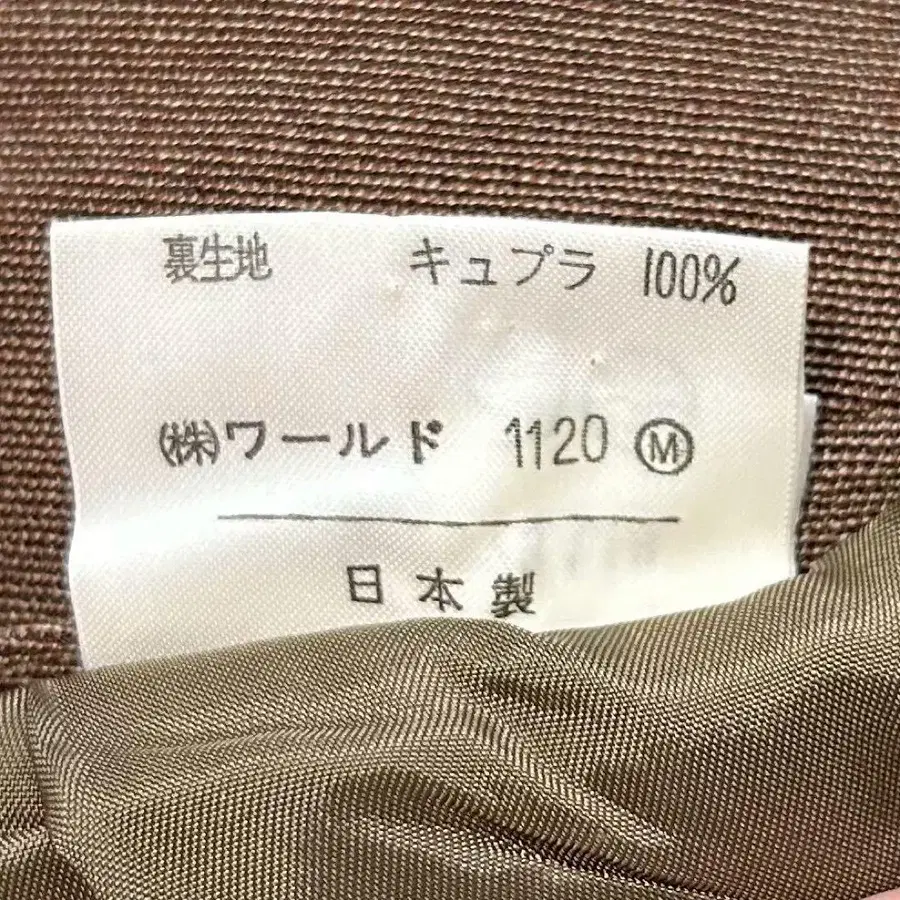 裏生地 キュプラ 100%
㈱ワールド 1120 Ⓜ
日本製